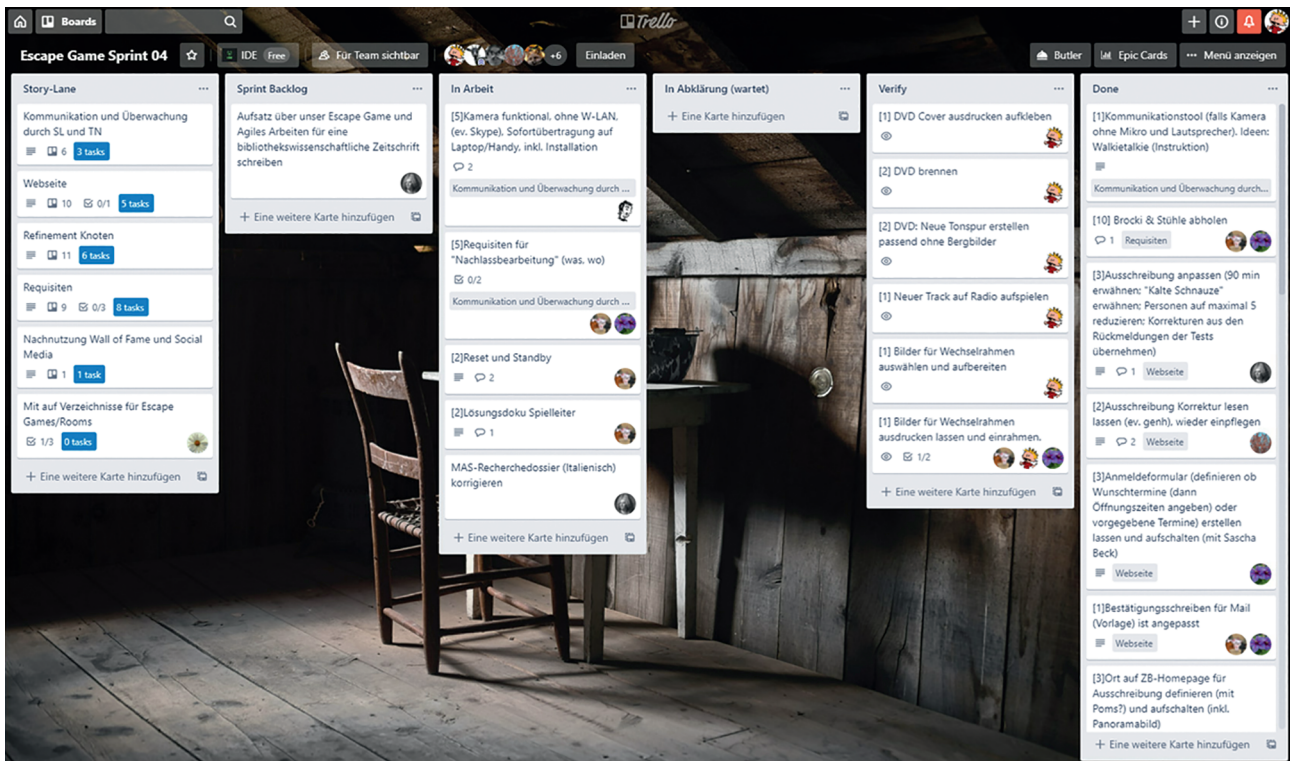 Boards
Trello
Escape Game Sprint 04
IDE Free
Für Team sichtbar
+6
Einladen
Butler
Epic Cards
Menü anzeigen
Story-Lane
Kommunikation und Überwachung
durch SL und TN
6 3 tasks
Webseite
10 0/1 5 tasks
Refinement Knoten
11 6 tasks
Requisiten
9 0/3 8 tasks
Nachnutzung Wall of Fame und Social
Media
1 1 task
Mit auf Verzeichnisse für Escape
Games/Rooms
1/3 0 tasks
+ Eine weitere Karte hinzufügen
Sprint Backlog
Aufsatz über unser Escape Game und
Agiles Arbeiten für eine
bibliothekswissenschaftliche Zeitschrift
schreiben
+ Eine weitere Karte hinzufügen
In Arbeit
[5]Kamera funktional, ohne W-LAN,
(ev. Skype), Sofortübertragung auf
Laptop/Handy, inkl. Installation
2
Kommunikation und Überwachung durch ...
[5]Requisiten für
"Nachlassbearbeitung" (was, wo)
0/2
Kommunikation und Überwachung durch ...
[2]Reset und Standby
2
[2]Lösungsdoku Spielleiter
1
MAS-Recherchedossier (Italienisch)
korrigieren
+ Eine weitere Karte hinzufügen
In Abklärung (wartet)
+ Eine Karte hinzufügen
Verify
[1] DVD Cover ausdrucken aufkleben
[2] DVD brennen
[2] DVD: Neue Tonspur erstellen
passend ohne Bergbilder
[1] Neuer Track auf Radio aufspielen
[1] Bilder für Wechselrahmen
auswählen und aufbereiten
[1] Bilder für Wechselrahmen
ausdrucken lassen und einrahmen.
1/2
+ Eine weitere Karte hinzufügen
Done
[1]Kommunikationstool (falls Kamera
ohne Mikro und Lautsprecher). Ideen:
Walkietalkie (Instruktion)
Kommunikation und Überwachung durch...
[10] Brocki & Stühle abholen
1 Requisiten
[3]Ausschreibung anpassen (90 min
erwähnen; "Kalte Schnauze"
erwähnen; Personen auf maximal 5
reduzieren; Korrekturen aus den
Rückmeldungen der Tests
übernehmen)
1 Webseite
[2]Ausschreibung Korrektur lesen
lassen (ev. genh), wieder einpflegen
2 Webseite
[3]Anmeldeformular (definieren ob
Wunschtermine (dann
Öffnungszeiten angeben) oder
vorgegebene Termine) erstellen
lassen und aufschalten (mit Sascha
Beck)
Webseite
[1]Bestätigungsschreiben für Mail
(Vorlage) ist angepasst
Webseite
[3]Ort auf ZB-Homepage für
Ausschreibung definieren (mit
Poms?) und aufschalten (inkl.
Panoramabild)
+ Eine weitere Karte hinzufügen